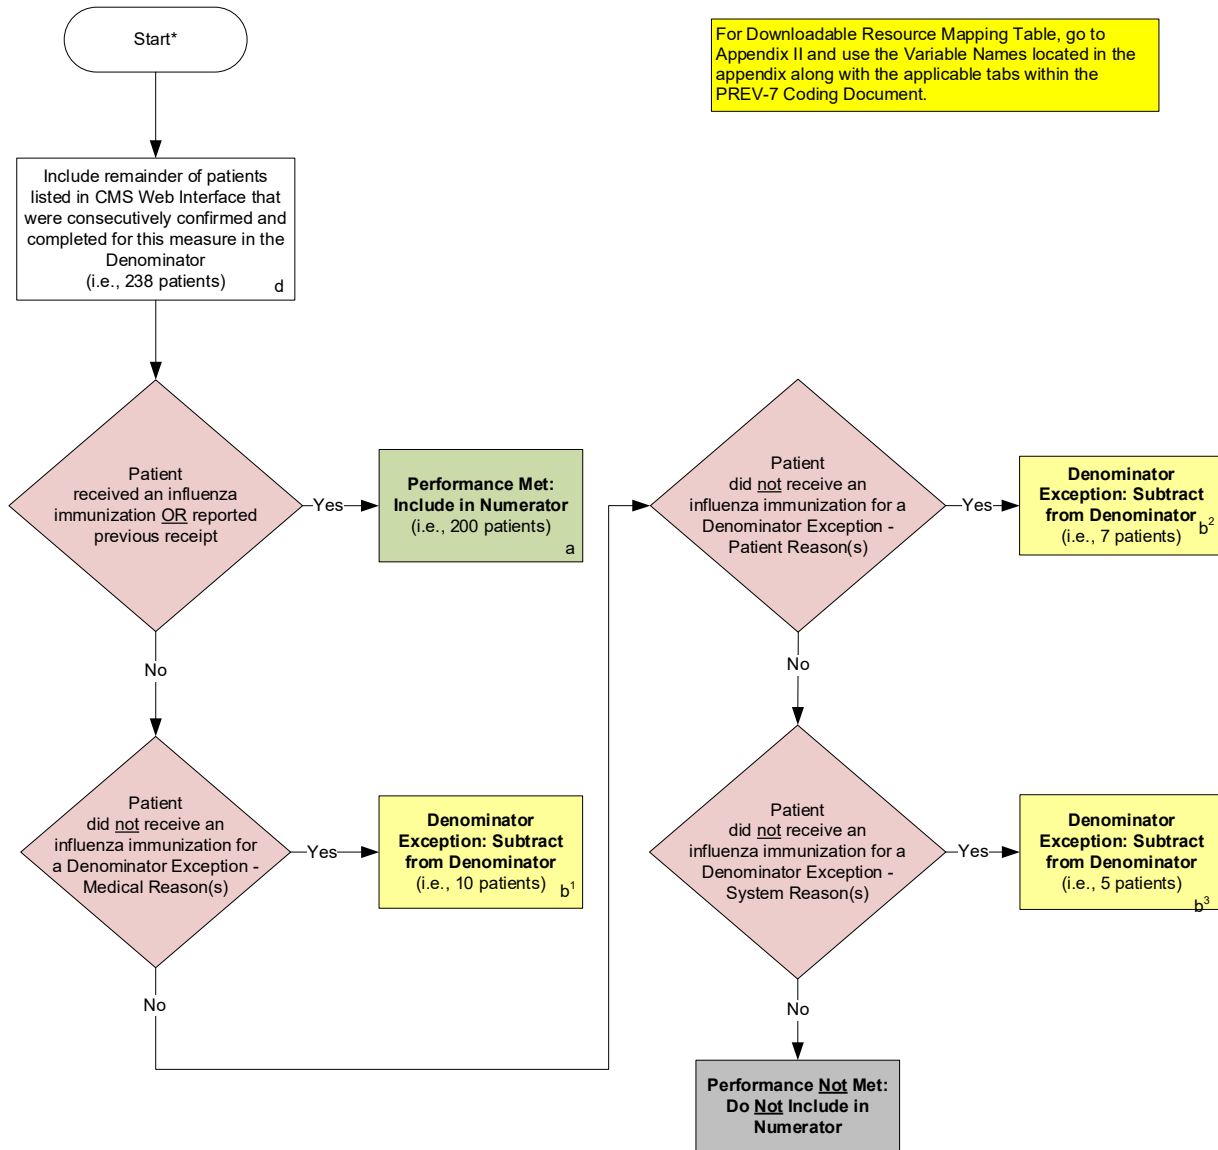 Start*
For Downloadable Resource Mapping Table, go to
Appendix II and use the Variable Names located in the
appendix along with the applicable tabs within the
PREV-7 Coding Document.
Include remainder of patients
listed in CMS Web Interface that
were consecutively confirmed and
completed for this measure in the
Denominator
(i.e., 238 patients)
d
Patient
received an influenza
immunization OR reported
previous receipt
Yes
Performance Met:
Include in Numerator
(i.e., 200 patients)
a
No
Patient
did not receive an
influenza immunization for
a Denominator Exception -
Medical Reason(s)
Yes
Denominator
Exception: Subtract
from Denominator
(i.e., 10 patients)
b¹
No
Patient
did not receive an
influenza immunization for
a Denominator Exception -
Patient Reason(s)
Yes
Denominator
Exception: Subtract
from Denominator
(i.e., 7 patients)
b²
No
Patient
did not receive an
influenza immunization for a
Denominator Exception -
System Reason(s)
Yes
Denominator
Exception: Subtract
from Denominator
(i.e., 5 patients)
b³
No
Performance Not Met:
Do Not Include in
Numerator